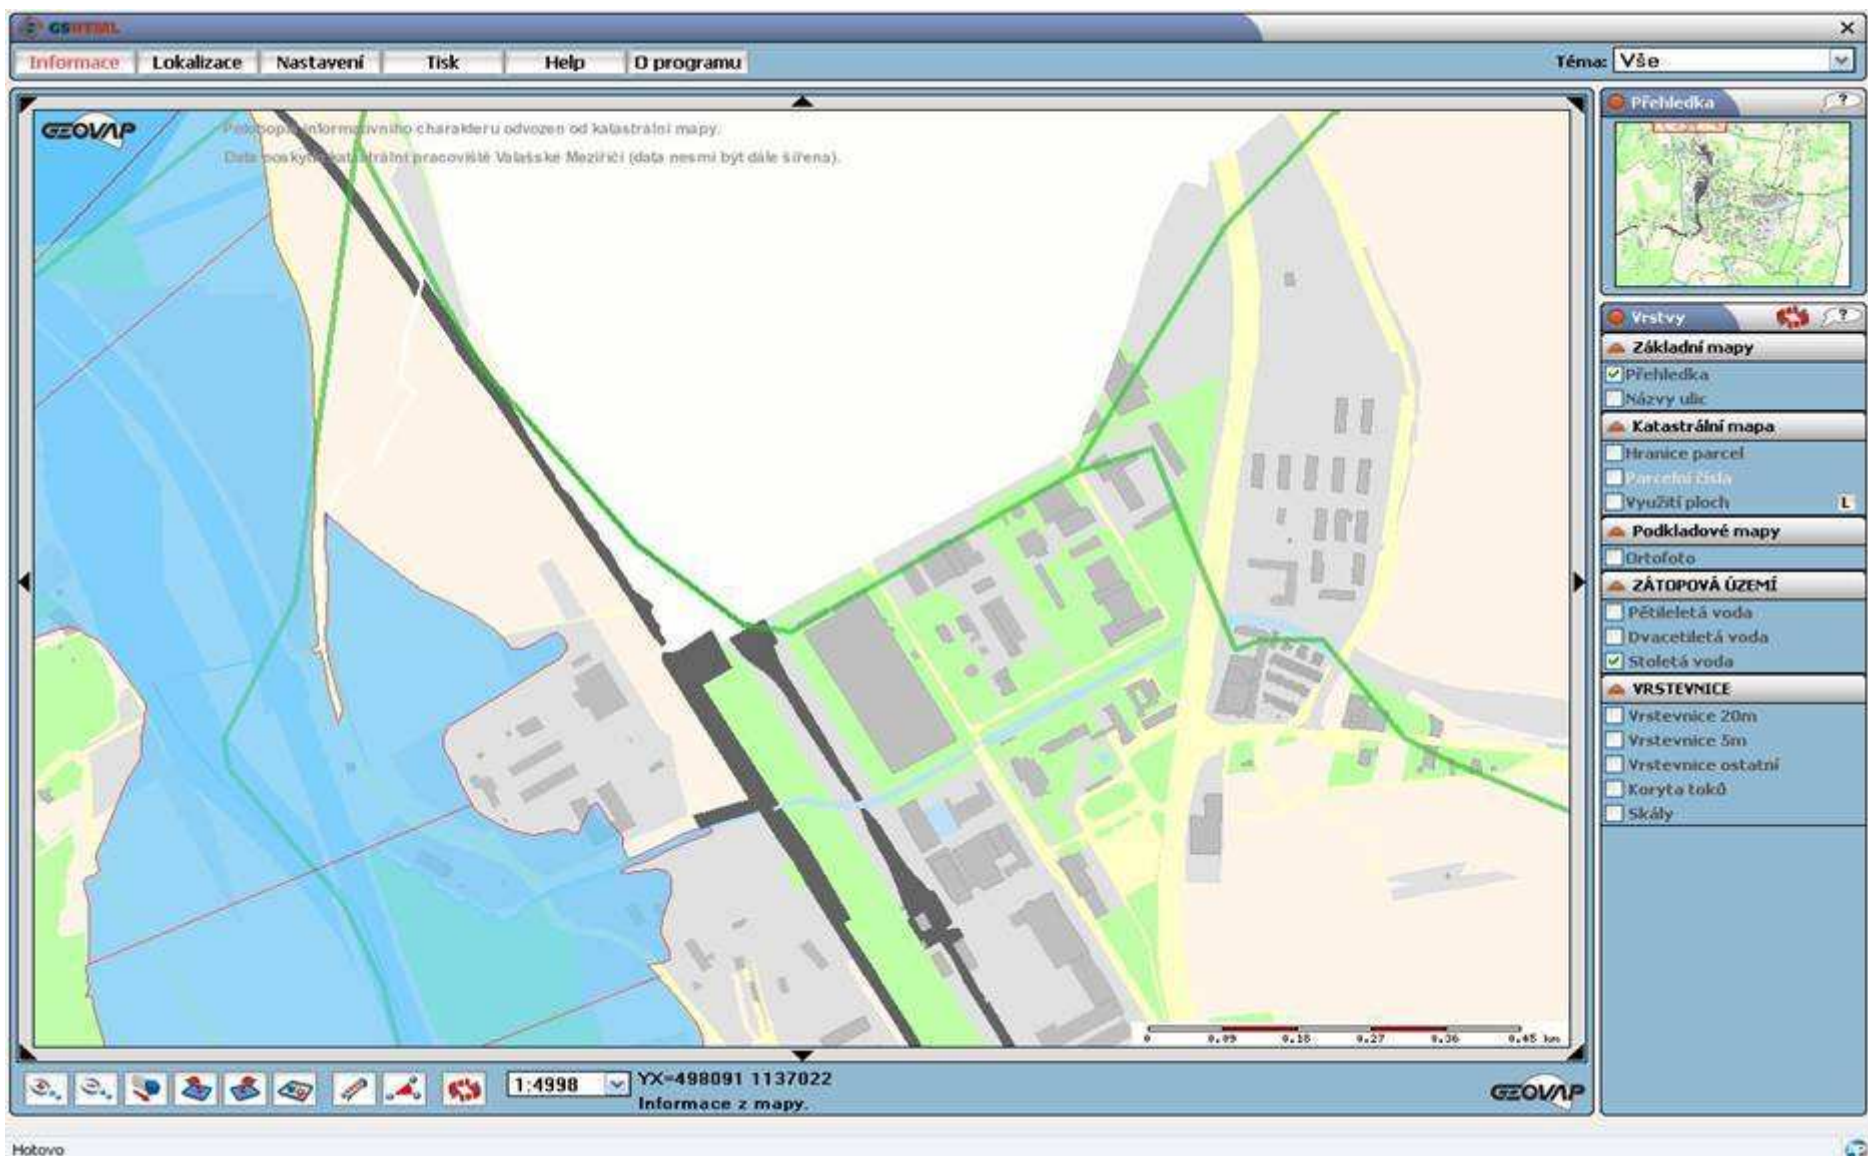 GSHTML
Informace Lokalizace Nastavení Tisk Help O programu
Téma: Vše
GEOVAP
informativního charakteru odvozen od katastrální mapy.
Data katastrální pracoviště Valašské Meziříčí (data nesmí být dále šířena).
Přehledka ?
Vrstvy ?
Základní mapy
Přehledka
Názvy ulic
Katastrální mapa
Hranice parcel
Parcelní čísla
Využití ploch L
Podkladové mapy
Ortofoto
ZÁTOPOVÁ ÚZEMÍ
Pětiletá voda
Dvacetiletá voda
Stoletá voda
VRSTEVNICE
Vrstevnice 20m
Vrstevnice 5m
Vrstevnice ostatní
Koryta toků
Skály
0 0.09 0.18 0.27 0.36 0.45 km
1:4998
YX=498091 1137022
Informace z mapy.
GEOVAP
Hotovo